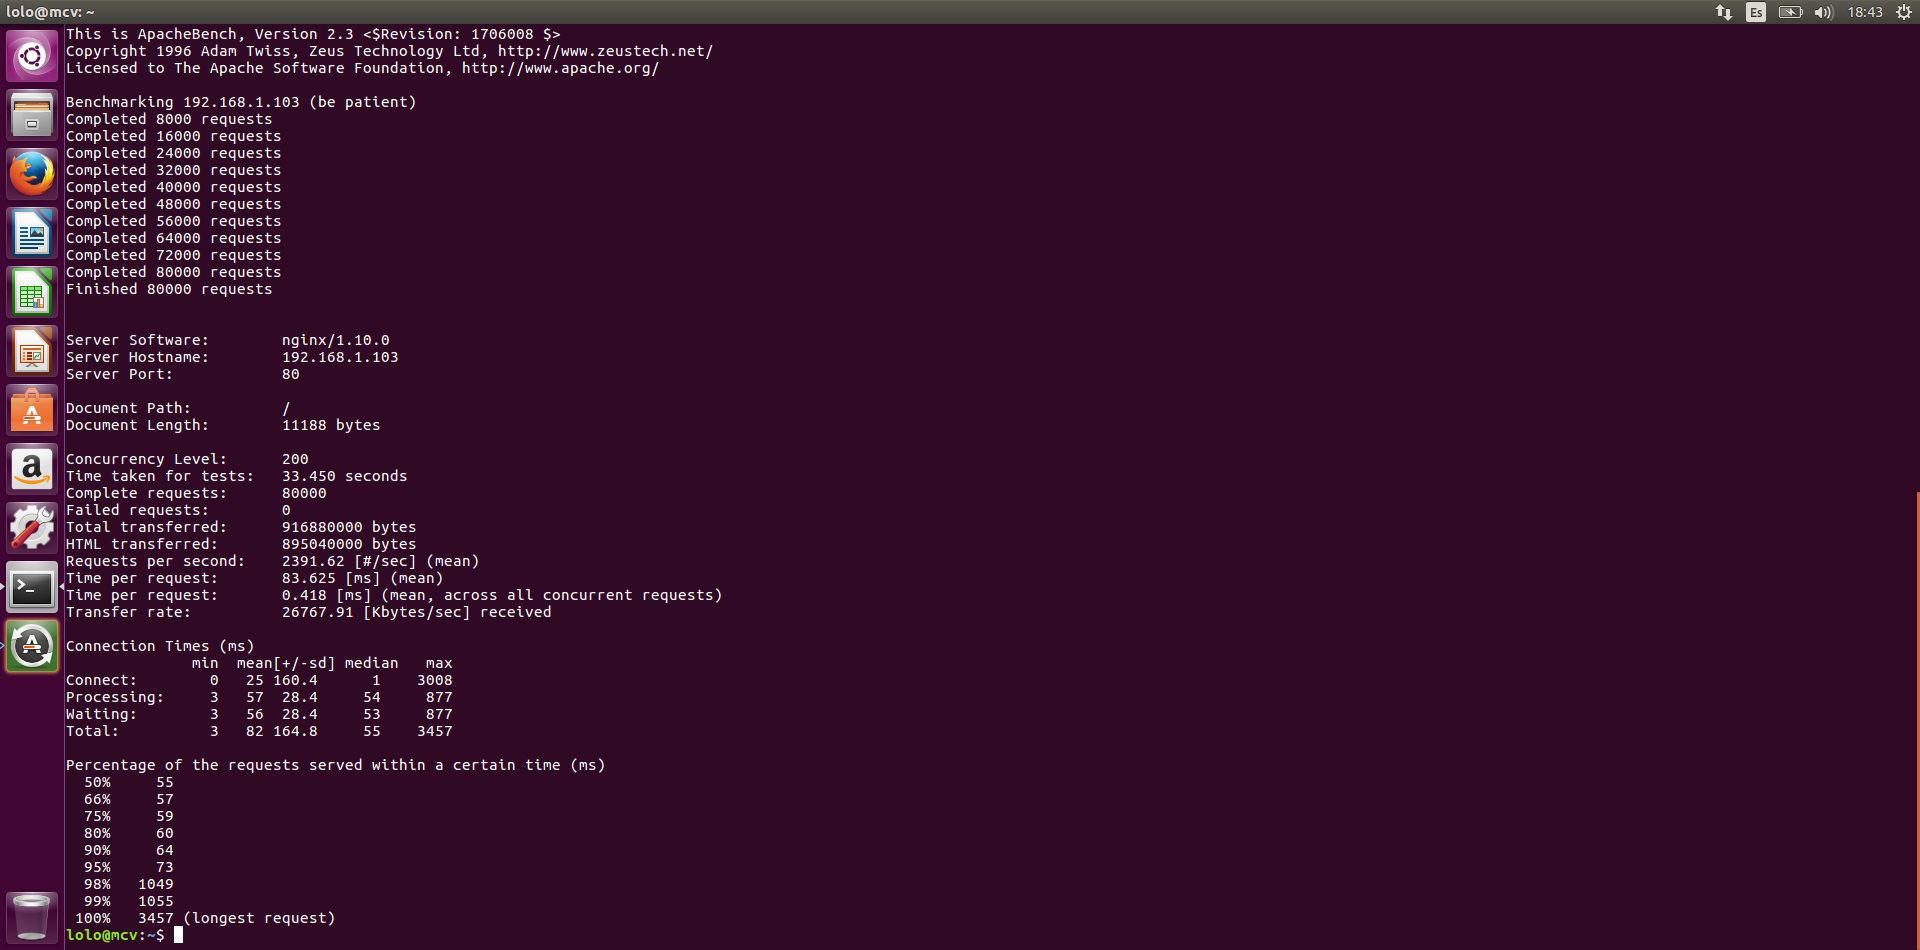 lolo@mcv: ~
Es
18:43
This is ApacheBench, Version 2.3 <$Revision: 1706008 $>
Copyright 1996 Adam Twiss, Zeus Technology Ltd, http://www.zeustech.net/
Licensed to The Apache Software Foundation, http://www.apache.org/

Benchmarking 192.168.1.103 (be patient)
Completed 8000 requests
Completed 16000 requests
Completed 24000 requests
Completed 32000 requests
Completed 40000 requests
Completed 48000 requests
Completed 56000 requests
Completed 64000 requests
Completed 72000 requests
Completed 80000 requests
Finished 80000 requests

Server Software:        nginx/1.10.0
Server Hostname:        192.168.1.103
Server Port:            80

Document Path:          /
Document Length:        11188 bytes

Concurrency Level:      200
Time taken for tests:   33.450 seconds
Complete requests:      80000
Failed requests:        0
Total transferred:      916880000 bytes
HTML transferred:       895040000 bytes
Requests per second:    2391.62 [#/sec] (mean)
Time per request:       83.625 [ms] (mean)
Time per request:       0.418 [ms] (mean, across all concurrent requests)
Transfer rate:          26767.91 [Kbytes/sec] received

Connection Times (ms)
              min  mean[+/-sd] median   max
Connect:        0   25 160.4      1    3008
Processing:     3   57  28.4     54     877
Waiting:        3   56  28.4     53     877
Total:          3   82 164.8     55    3457

Percentage of the requests served within a certain time (ms)
  50%     55
  66%     57
  75%     59
  80%     60
  90%     64
  95%     73
  98%   1049
  99%   1055
 100%   3457 (longest request)
lolo@mcv:~$